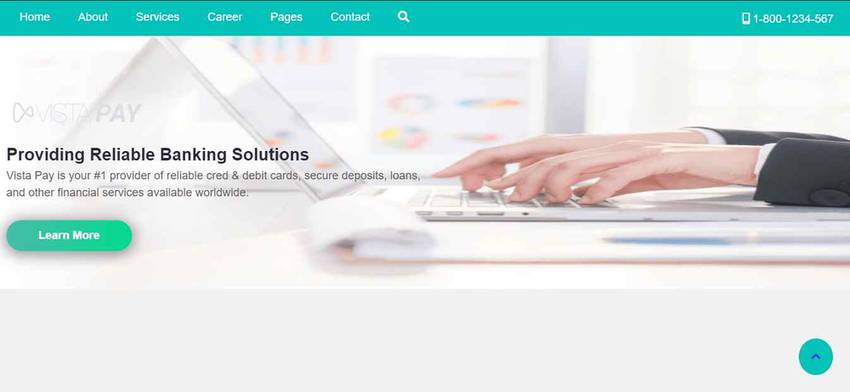 Home About Services Career Pages Contact 1-800-1234-567
VISTA PAY
Providing Reliable Banking Solutions
Vista Pay is your #1 provider of reliable cred & debit cards, secure deposits, loans,
and other financial services available worldwide.
Learn More